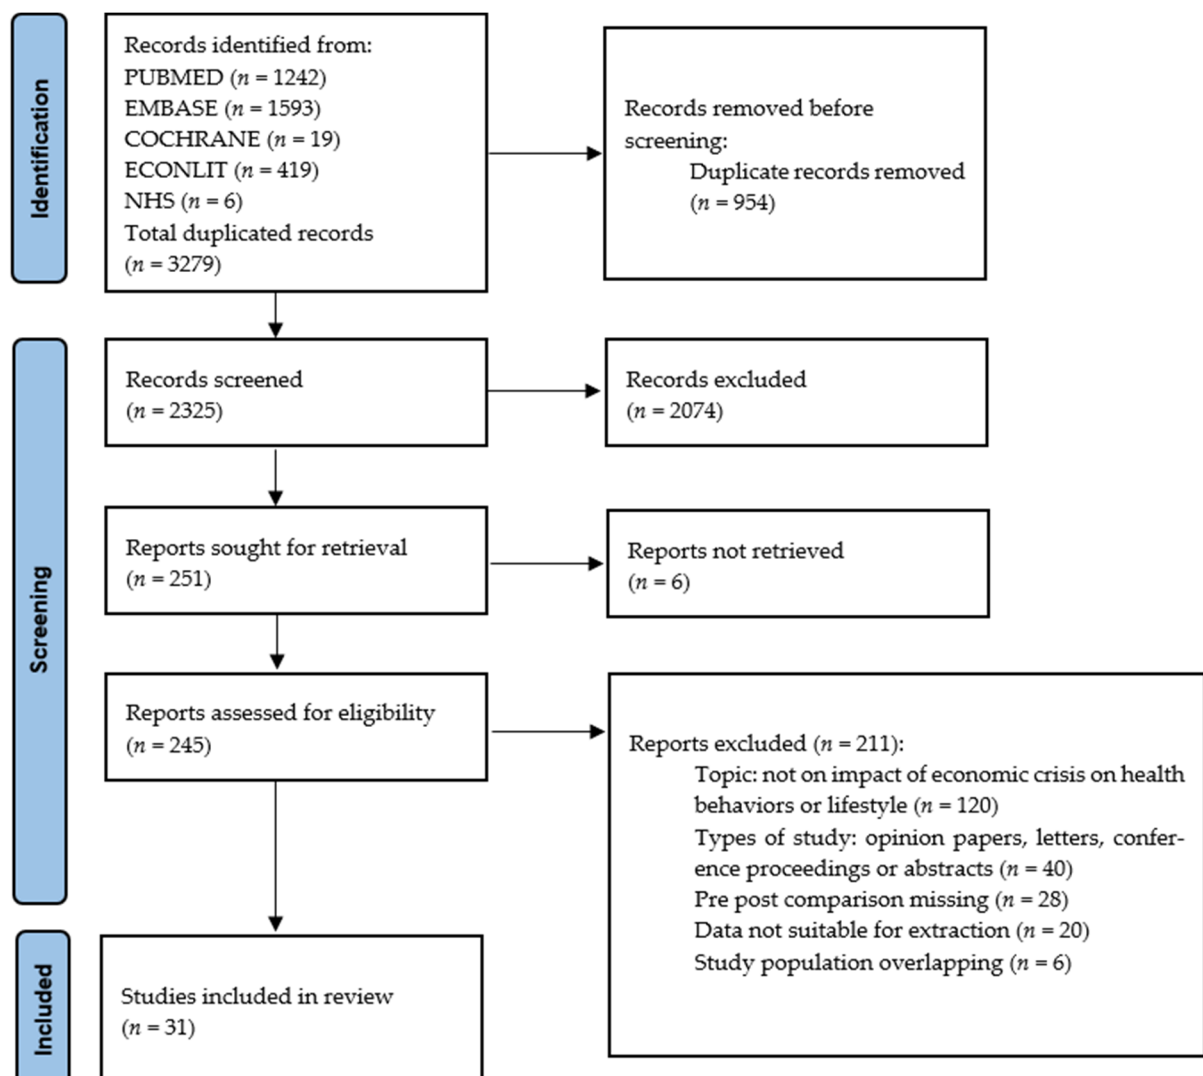 Identification
Records identified from:
PUBMED (n = 1242)
EMBASE (n = 1593)
COCHRANE (n = 19)
ECONLIT (n = 419)
NHS (n = 6)
Total duplicated records
(n = 3279)
Records removed before
screening:
Duplicate records removed
(n = 954)
Screening
Records screened
(n = 2325)
Records excluded
(n = 2074)
Reports sought for retrieval
(n = 251)
Reports not retrieved
(n = 6)
Reports assessed for eligibility
(n = 245)
Reports excluded (n = 211):
Topic: not on impact of economic crisis on health
behaviors or lifestyle (n = 120)
Types of study: opinion papers, letters, confer-
ence proceedings or abstracts (n = 40)
Pre post comparison missing (n = 28)
Data not suitable for extraction (n = 20)
Study population overlapping (n = 6)
Included
Studies included in review
(n = 31)